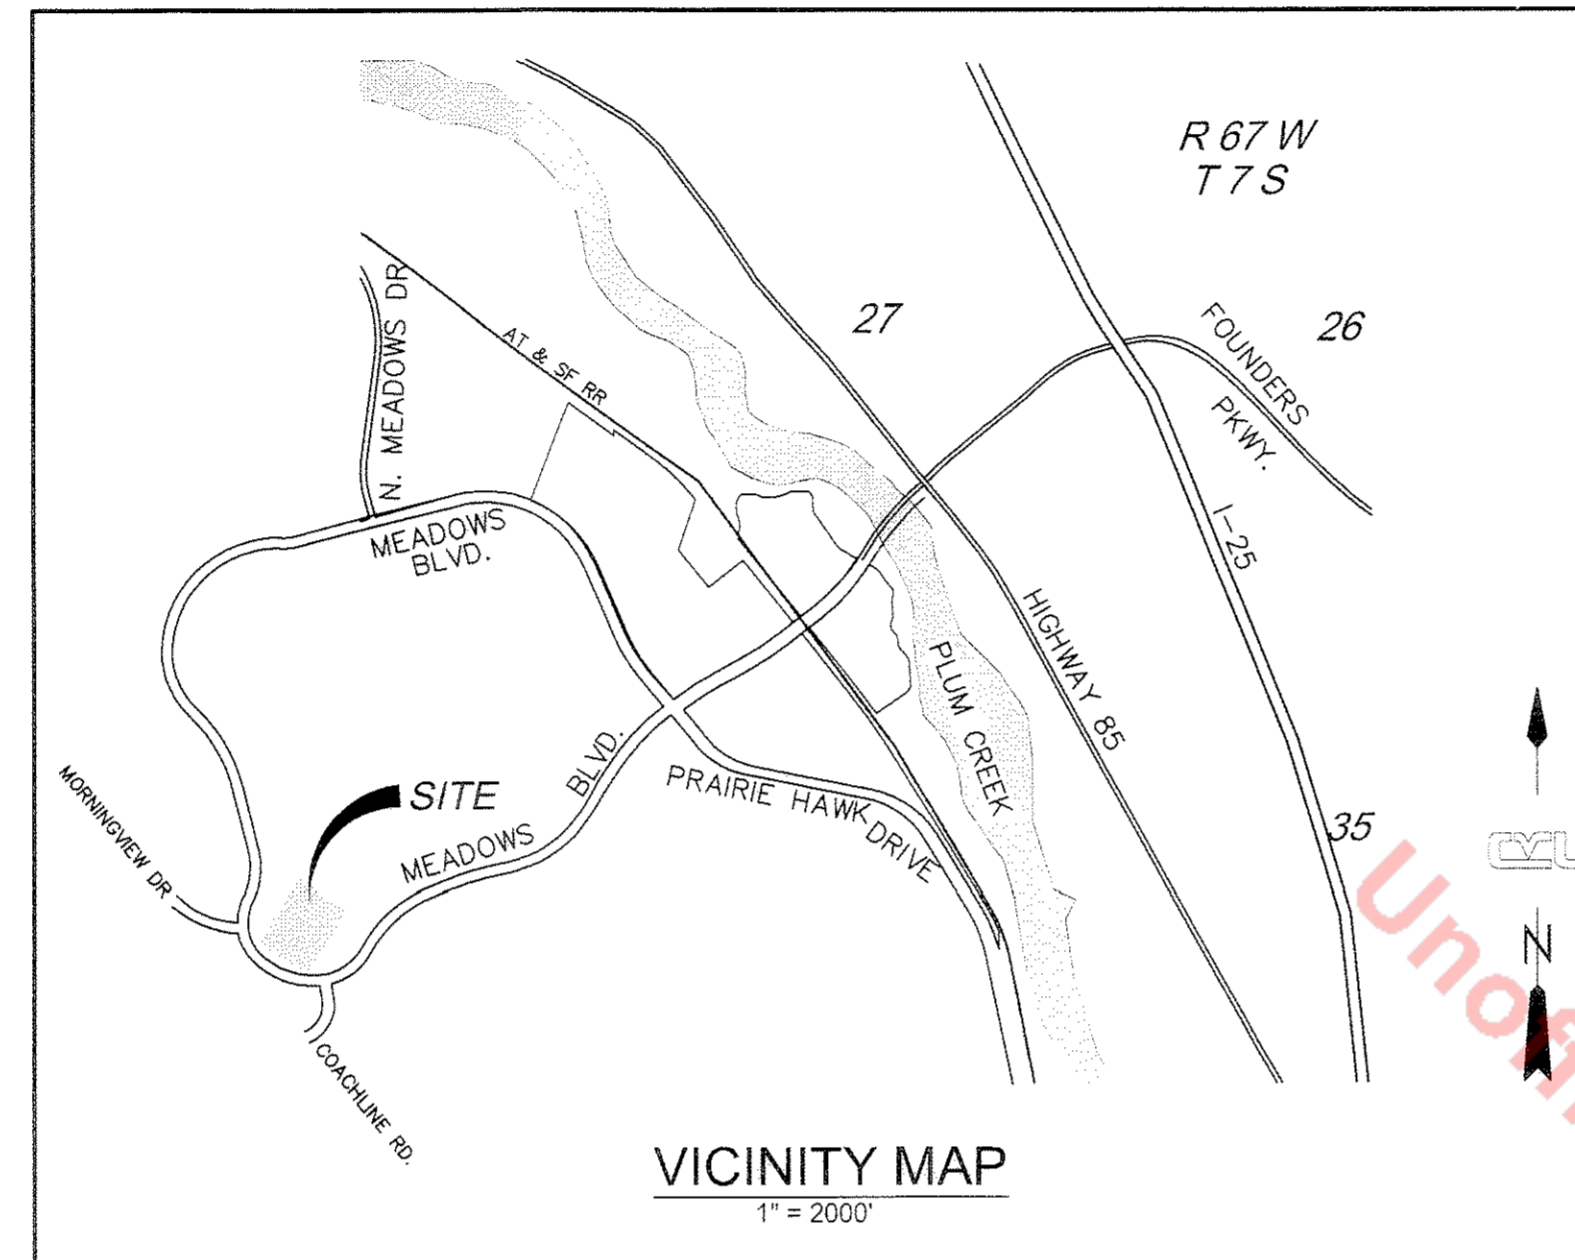 R 67 W
T 7 S
27
26
FOUNDERS
PKWY.
N. MEADOWS DR
AT & SF RR
MEADOWS
BLVD.
I-25
HIGHWAY 85
PLUM CREEK
BLVD.
MEADOWS
PRAIRIE HAWK
DRIVE
35
MORNINGVIEW DR
SITE
COACHLINE RD.
N
VICINITY MAP
1" = 2000'